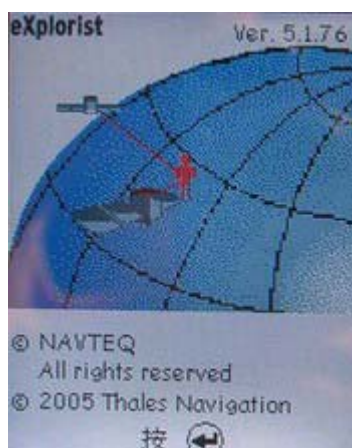 eXplorist Ver. 5.1.76
© NAVTEQ
All rights reserved
© 2005 Thales Navigation
按